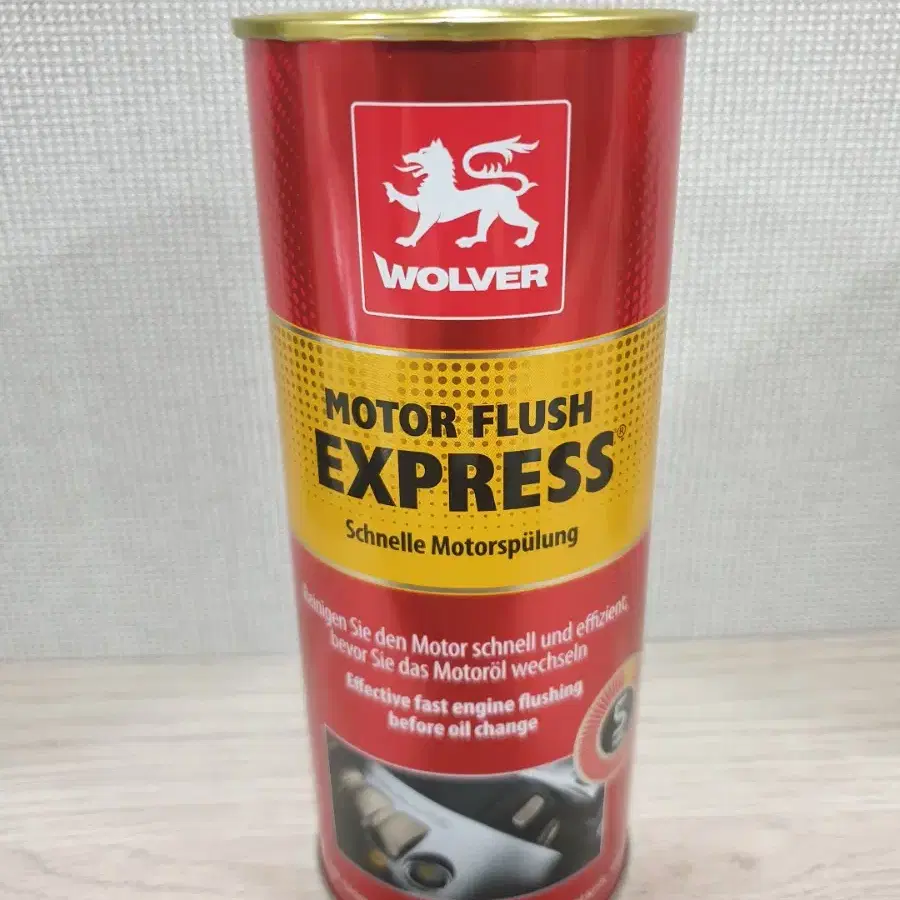 WOLVER
MOTOR FLUSH
EXPRESS®
Schnelle Motorspülung
Reinigen Sie den Motor schnell und effizient,
bevor Sie das Motoröl wechseln
Effective fast engine flushing
before oil change
5